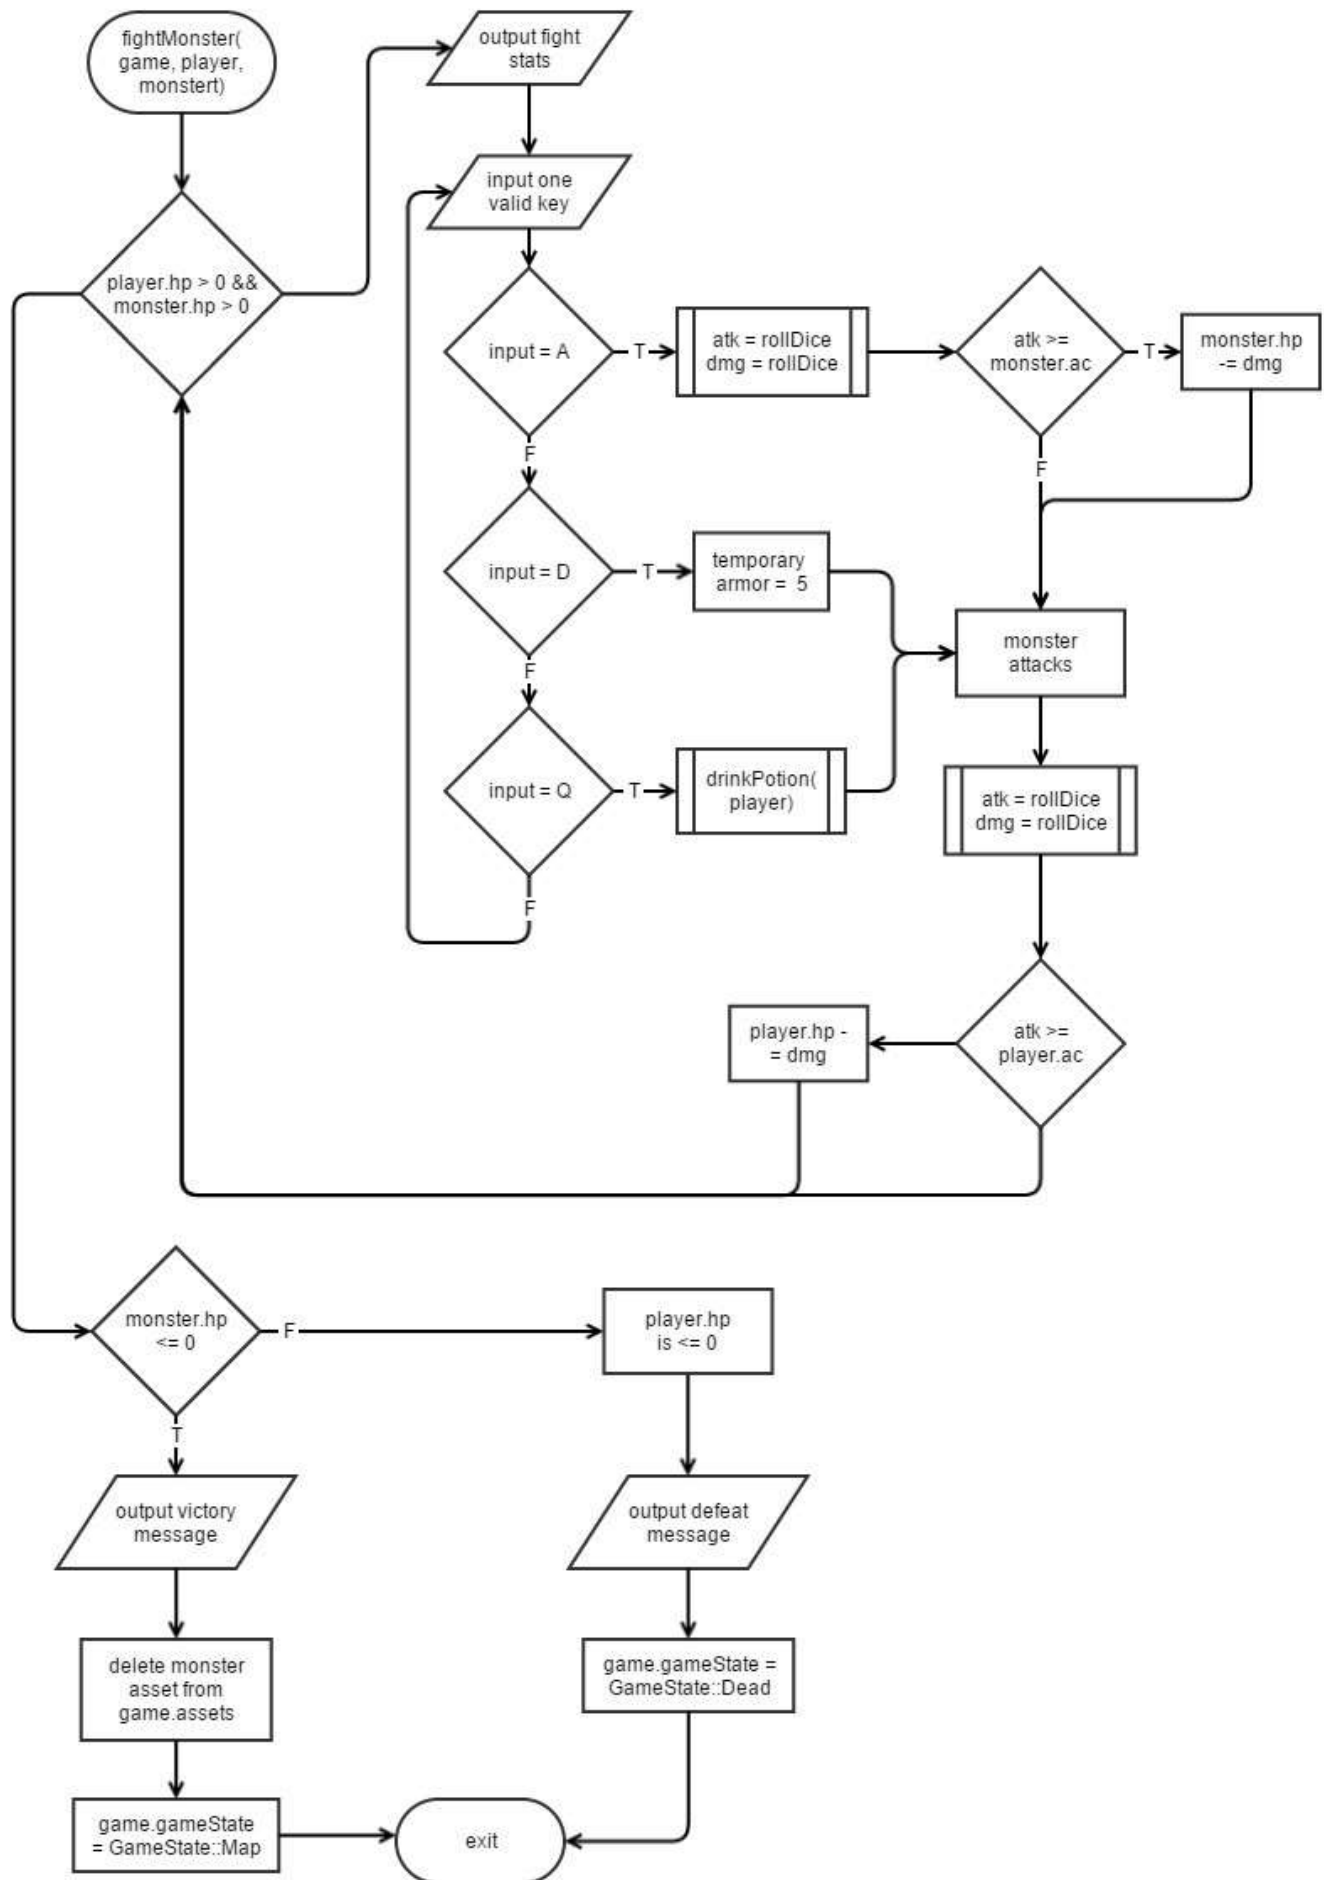 fightMonster(
game, player,
monstert)
output fight
stats
input one
valid key
player.hp > 0 &&
monster.hp > 0
input = A
T
atk = rollDice
dmg = rollDice
atk >=
monster.ac
T
monster.hp
-= dmg
F
F
input = D
T
temporary
armor = 5
monster
attacks
F
input = Q
T
drinkPotion(
player)
atk = rollDice
dmg = rollDice
F
player.hp -
= dmg
atk >=
player.ac
monster.hp
<= 0
F
player.hp
is <= 0
T
output victory
message
output defeat
message
delete monster
asset from
game.assets
game.gameState =
GameState::Dead
game.gameState
= GameState::Map
exit